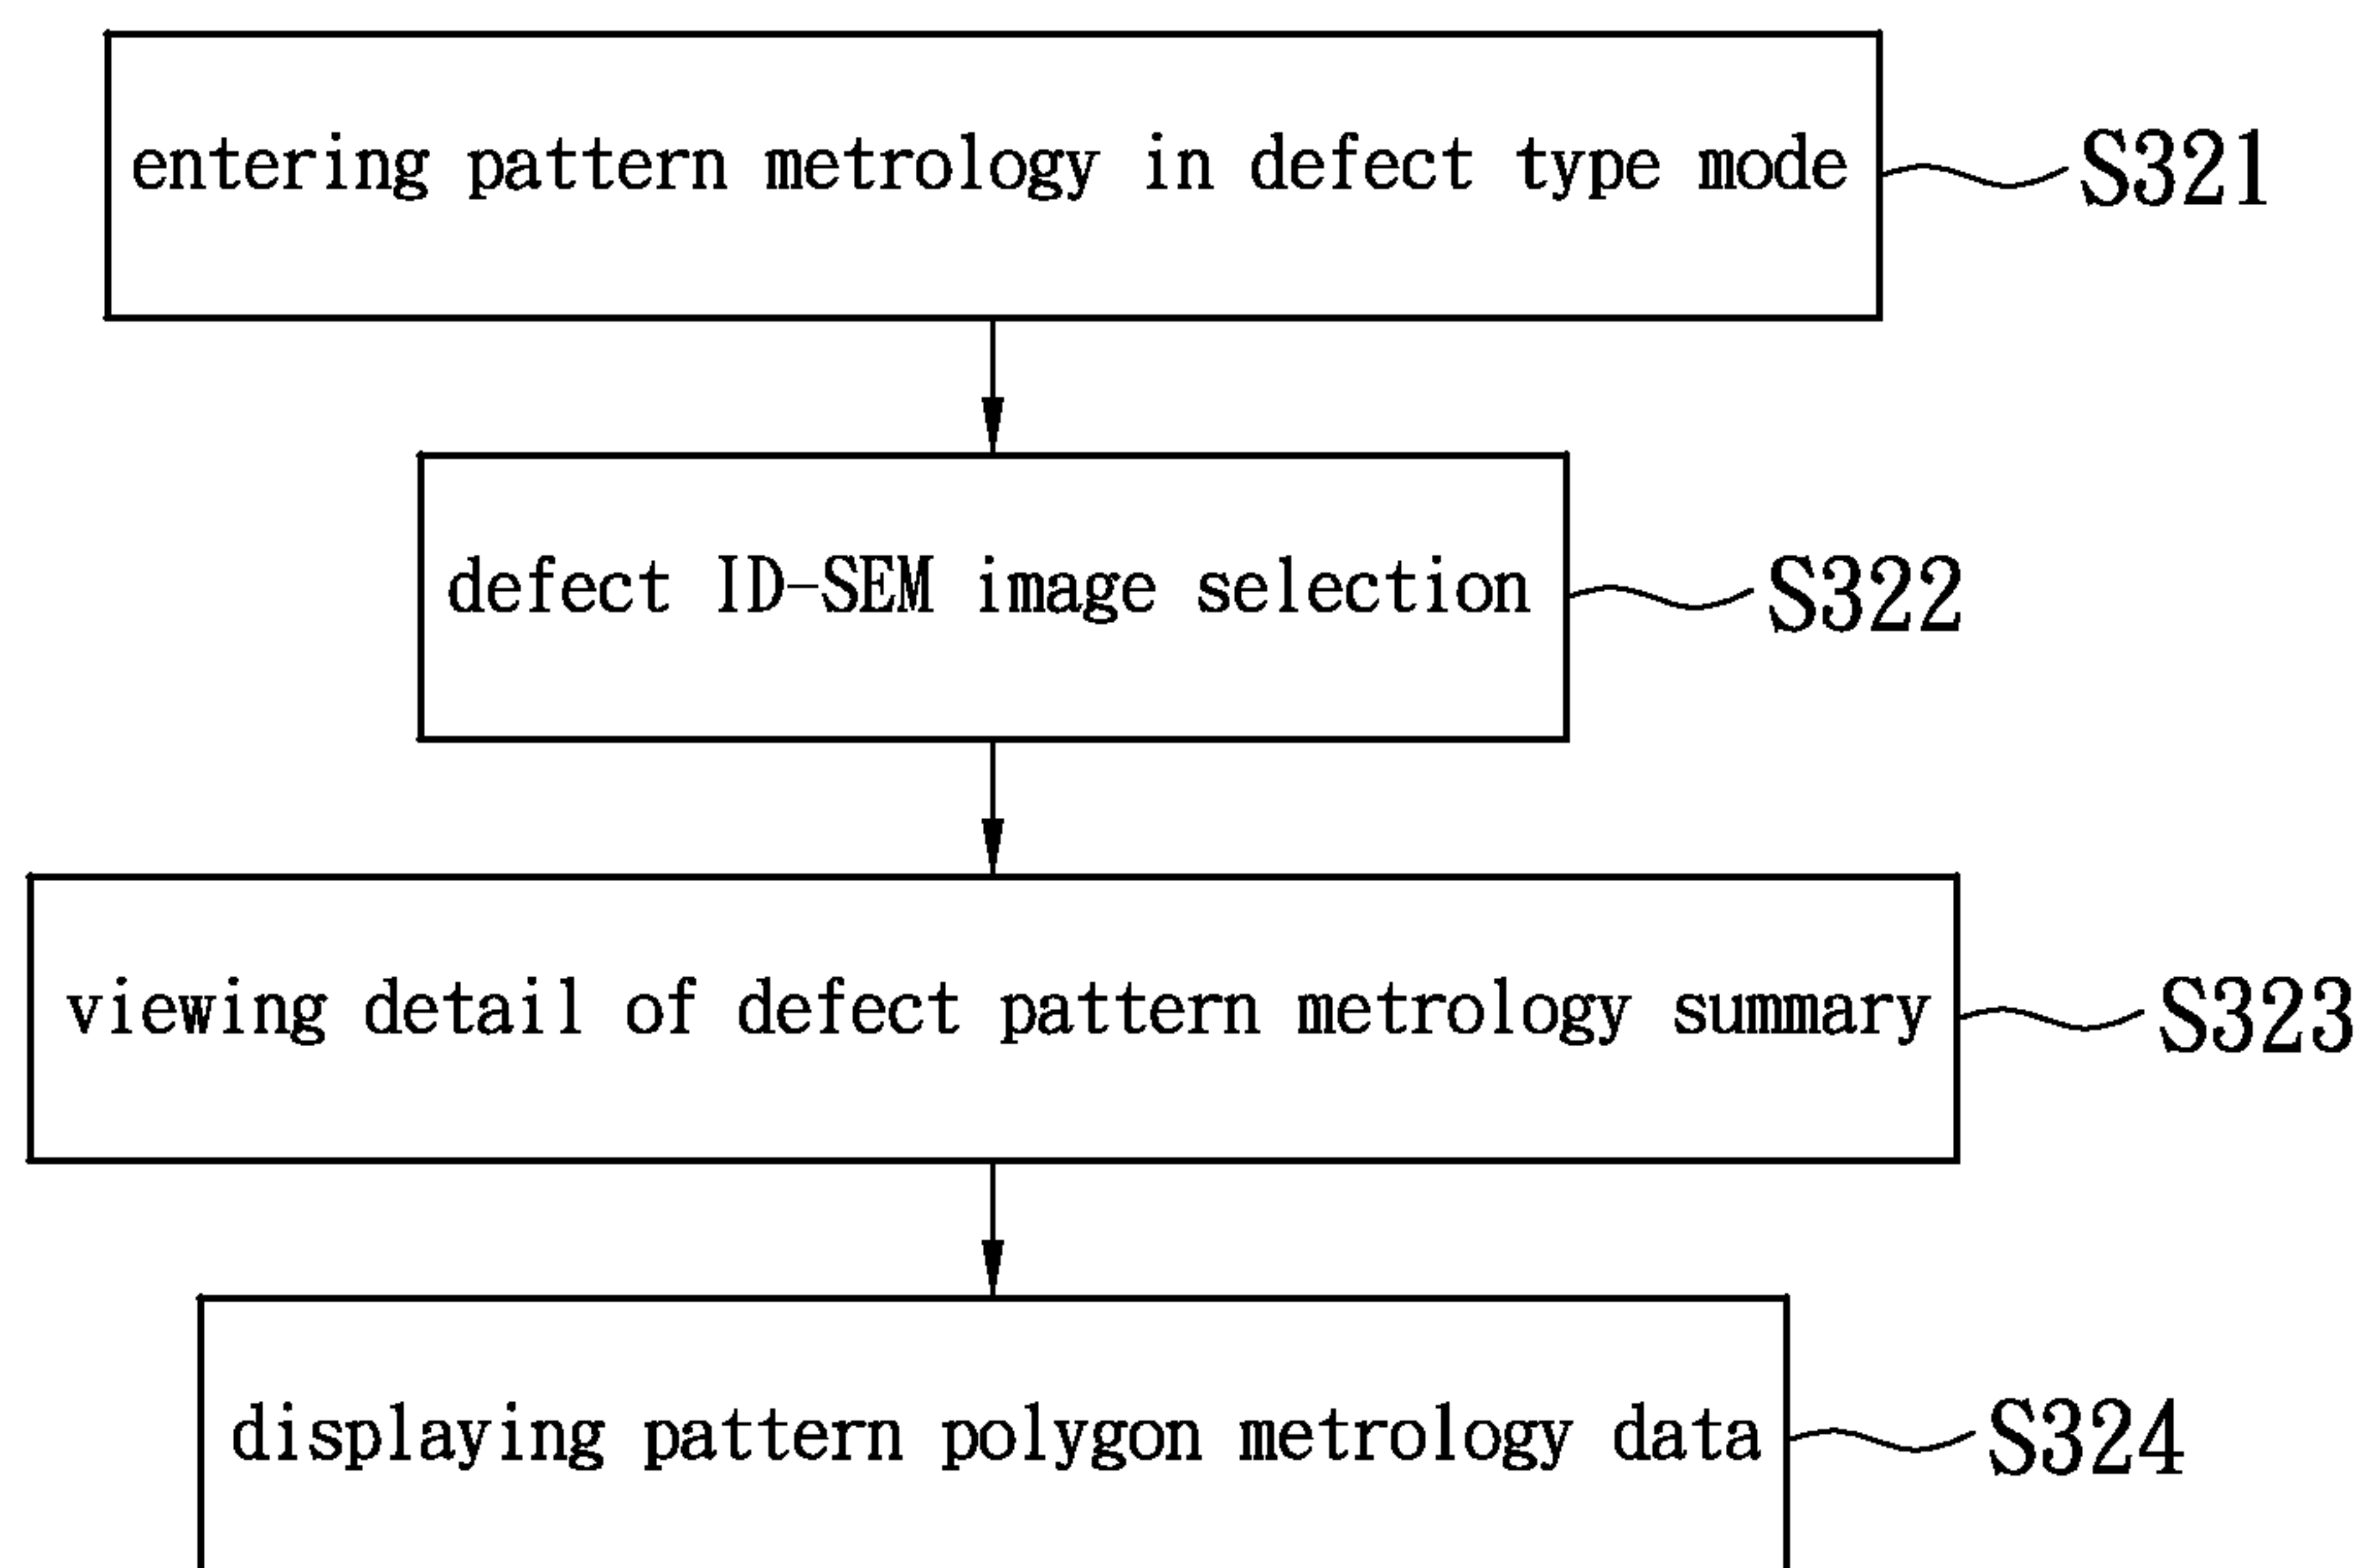 entering pattern metrology in defect type mode S321
defect ID-SEM image selection S322
viewing detail of defect pattern metrology summary S323
displaying pattern polygon metrology data S324